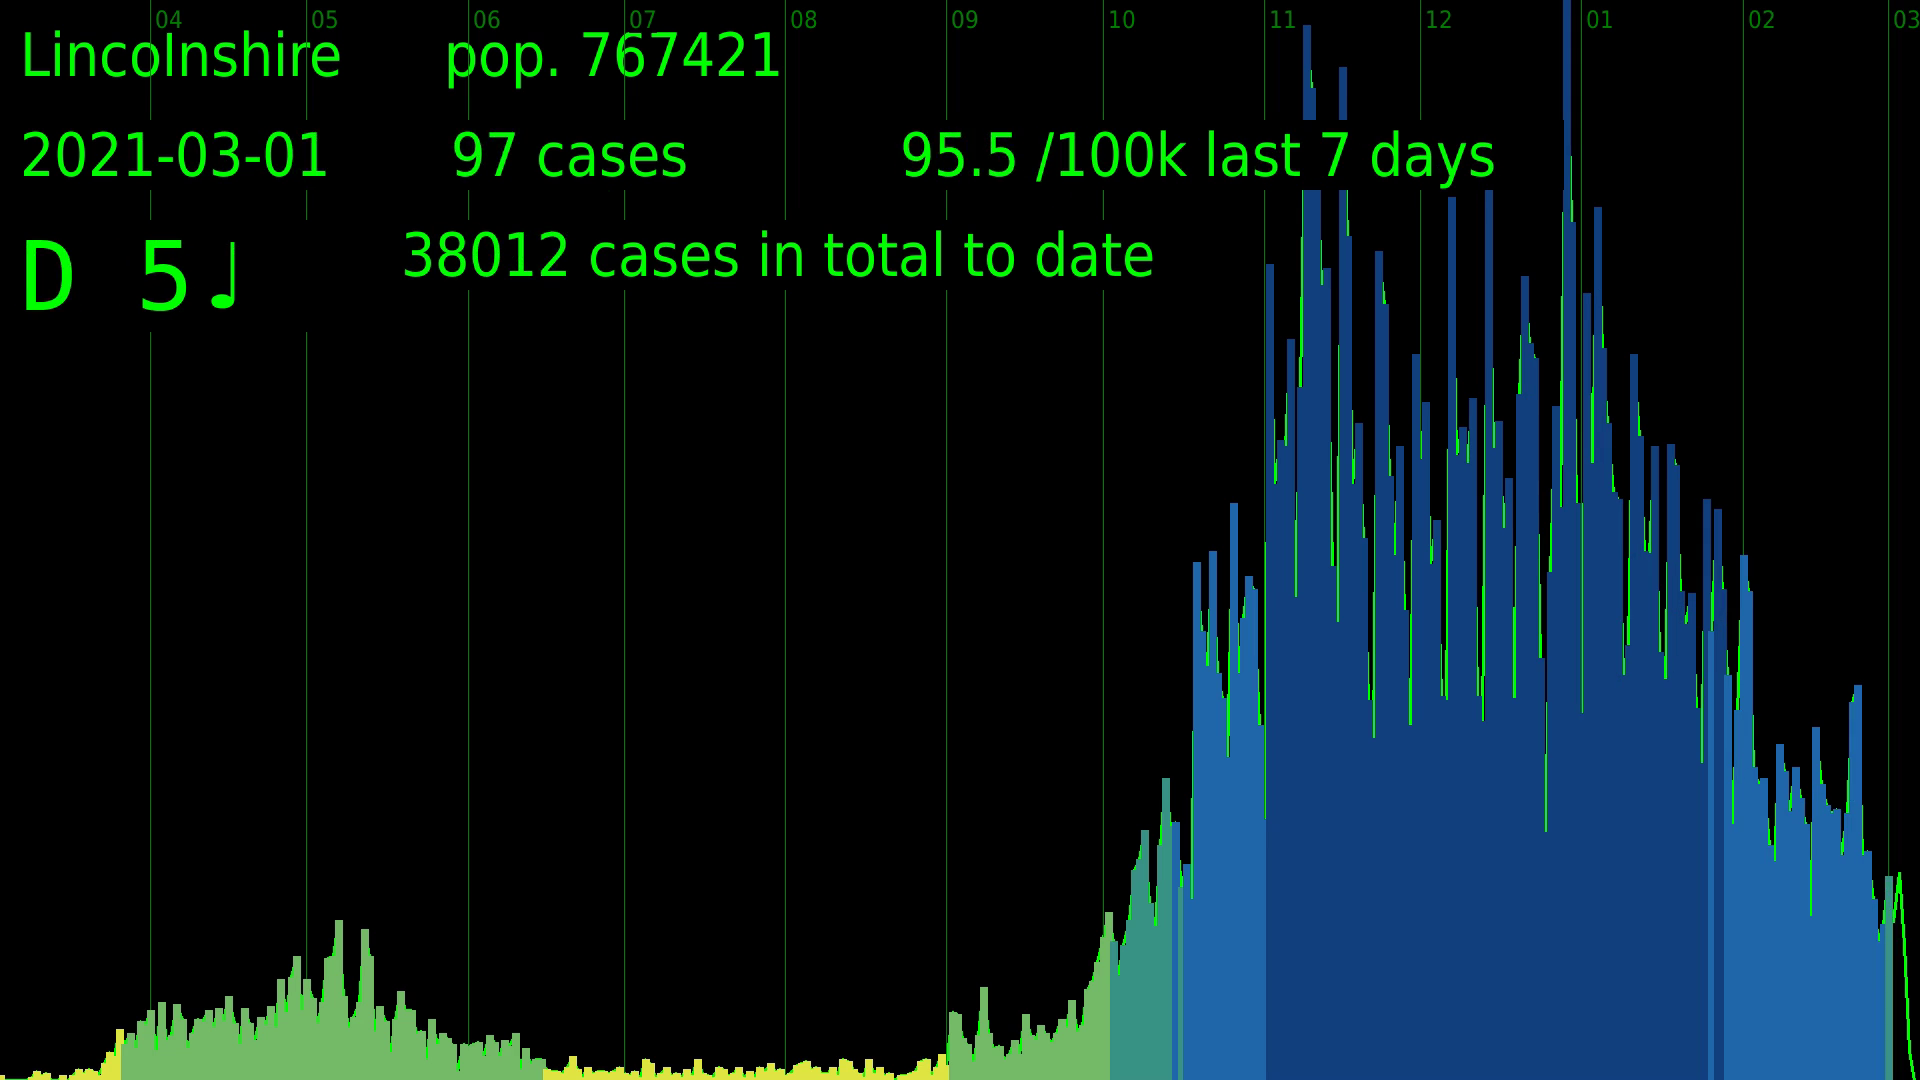 04 05 06 07 08 09 10 11 12 01 02 03
Lincolnshire pop. 767421
2021-03-01 97 cases 95.5 /100k last 7 days
D 5♩ 38012 cases in total to date